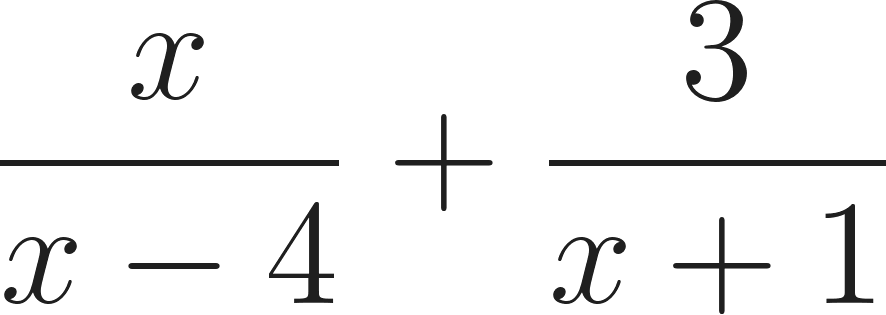 x/(x − 4) + 3/(x + 1)